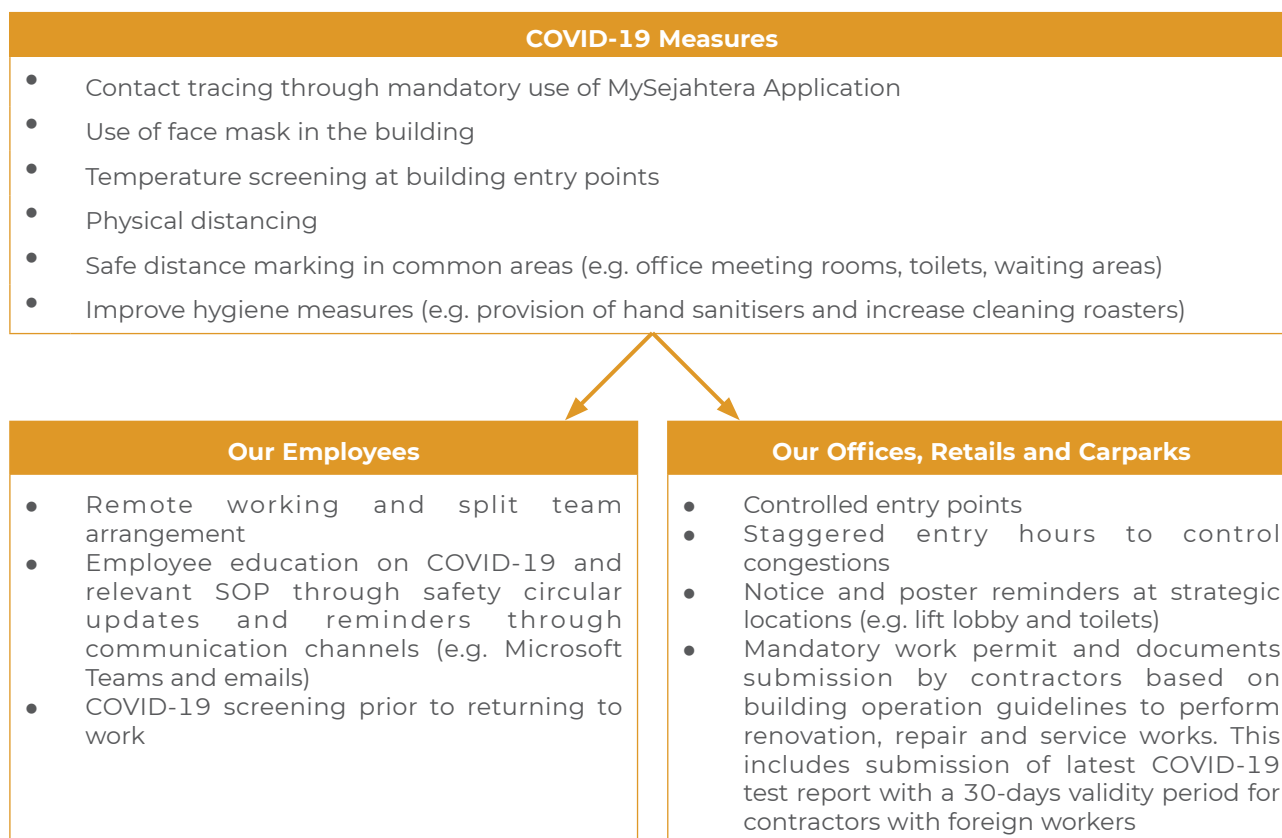 COVID-19 Measures
● Contact tracing through mandatory use of MySejahtera Application
● Use of face mask in the building
● Temperature screening at building entry points
● Physical distancing
● Safe distance marking in common areas (e.g. office meeting rooms, toilets, waiting areas)
● Improve hygiene measures (e.g. provision of hand sanitisers and increase cleaning roasters)
Our Employees
● Remote working and split team
arrangement
● Employee education on COVID-19 and
relevant SOP through safety circular
updates and reminders through
communication channels (e.g. Microsoft
Teams and emails)
● COVID-19 screening prior to returning to
work
Our Offices, Retails and Carparks
● Controlled entry points
● Staggered entry hours to control
congestions
● Notice and poster reminders at strategic
locations (e.g. lift lobby and toilets)
● Mandatory work permit and documents
submission by contractors based on
building operation guidelines to perform
renovation, repair and service works. This
includes submission of latest COVID-19
test report with a 30-days validity period for
contractors with foreign workers